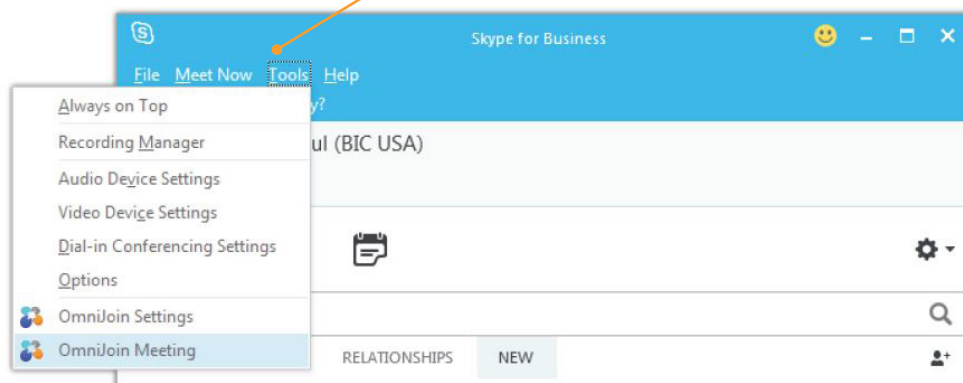 Skype for Business
File Meet Now Tools Help
y?
Always on Top
Recording Manager
ul (BIC USA)
Audio Device Settings
Video Device Settings
Dial-in Conferencing Settings
Options
OmniJoin Settings
OmniJoin Meeting
RELATIONSHIPS NEW